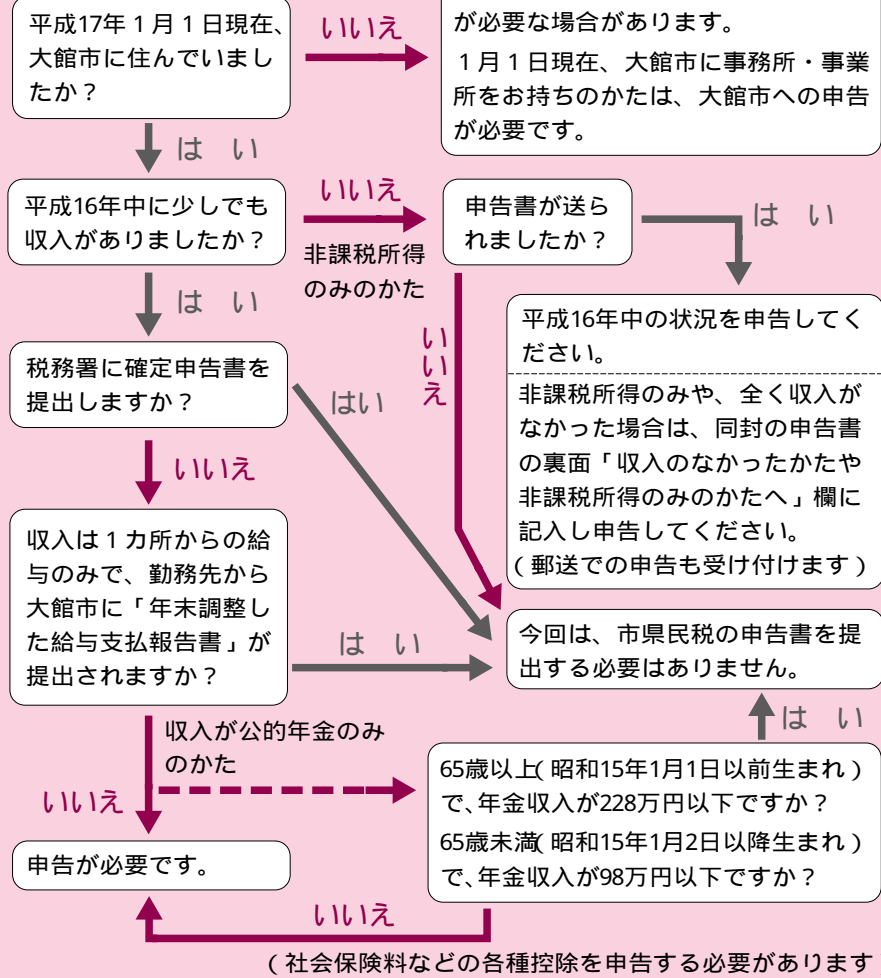 平成17年１月１日現在、
大館市に住んでいまし
たか？
いいえ
が必要な場合があります。
１月１日現在、大館市に事務所・事業
所をお持ちのかたは、大館市への申告
が必要です。
は い
平成16年中に少しでも
収入がありましたか？
いいえ
非課税所得
のみのかた
申告書が送ら
れましたか？
は い
は い
いいえ
平成16年中の状況を申告してく
ださい。
非課税所得のみや、全く収入が
なかった場合は、同封の申告書
の裏面「収入のなかったかたや
非課税所得のみのかたへ」欄に
記入し申告してください。
（郵送での申告も受け付けます）
税務署に確定申告書を
提出しますか？
はい
いいえ
収入は１カ所からの給
与のみで、勤務先から
大館市に「年末調整し
た給与支払報告書」が
提出されますか？
は い
今回は、市県民税の申告書を提
出する必要はありません。
は い
収入が公的年金のみ
のかた
いいえ
65歳以上（昭和15年1月1日以前生まれ）
で、年金収入が228万円以下ですか？
65歳未満（昭和15年1月2日以降生まれ）
で、年金収入が98万円以下ですか？
申告が必要です。
いいえ
（社会保険料などの各種控除を申告する必要があります